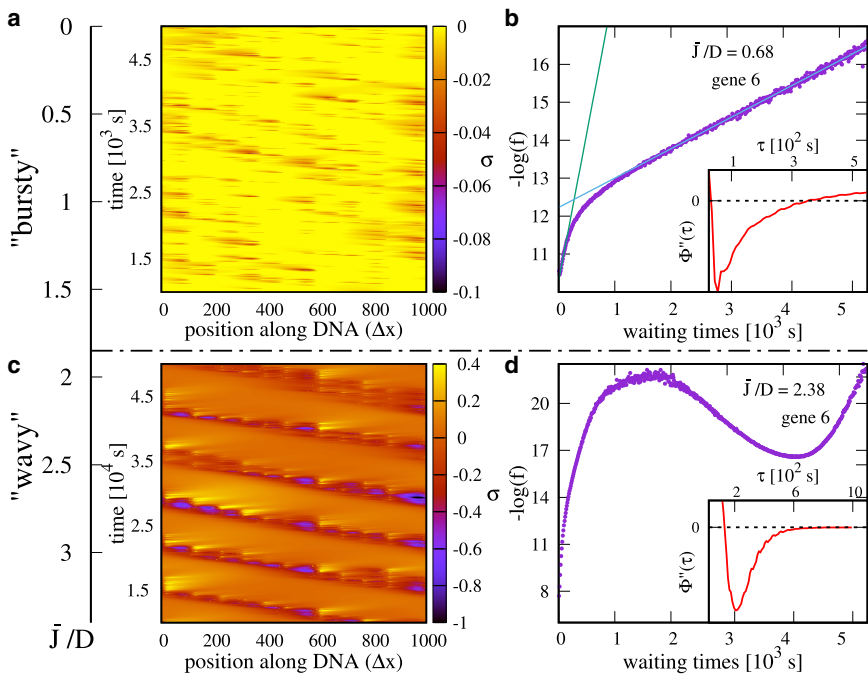 a
b
c
d
0
0.5
1
1.5
2
2.5
3
"bursty"
"wavy"
J̄ /D
time [10³ s]
4.5
3.5
2.5
1.5
0 200 400 600 800 1000
position along DNA (Δx)
0
-0.02
-0.04
-0.06
-0.08
-0.1
σ
-log(f)
16
15
14
13
12
11
J̄ /D = 0.68
gene 6
τ [10² s]
1 3 5
0
Φ"(τ)
0 1 2 3 4 5
waiting times [10³ s]
time [10⁴ s]
4.5
3.5
2.5
1.5
0 200 400 600 800 1000
position along DNA (Δx)
0.4
0.2
0
-0.2
-0.4
-0.6
-0.8
-1
σ
-log(f)
20
17
14
11
8
J̄ /D = 2.38
gene 6
τ [10² s]
2 6 10
0
Φ"(τ)
0 1 2 3 4 5
waiting times [10³ s]